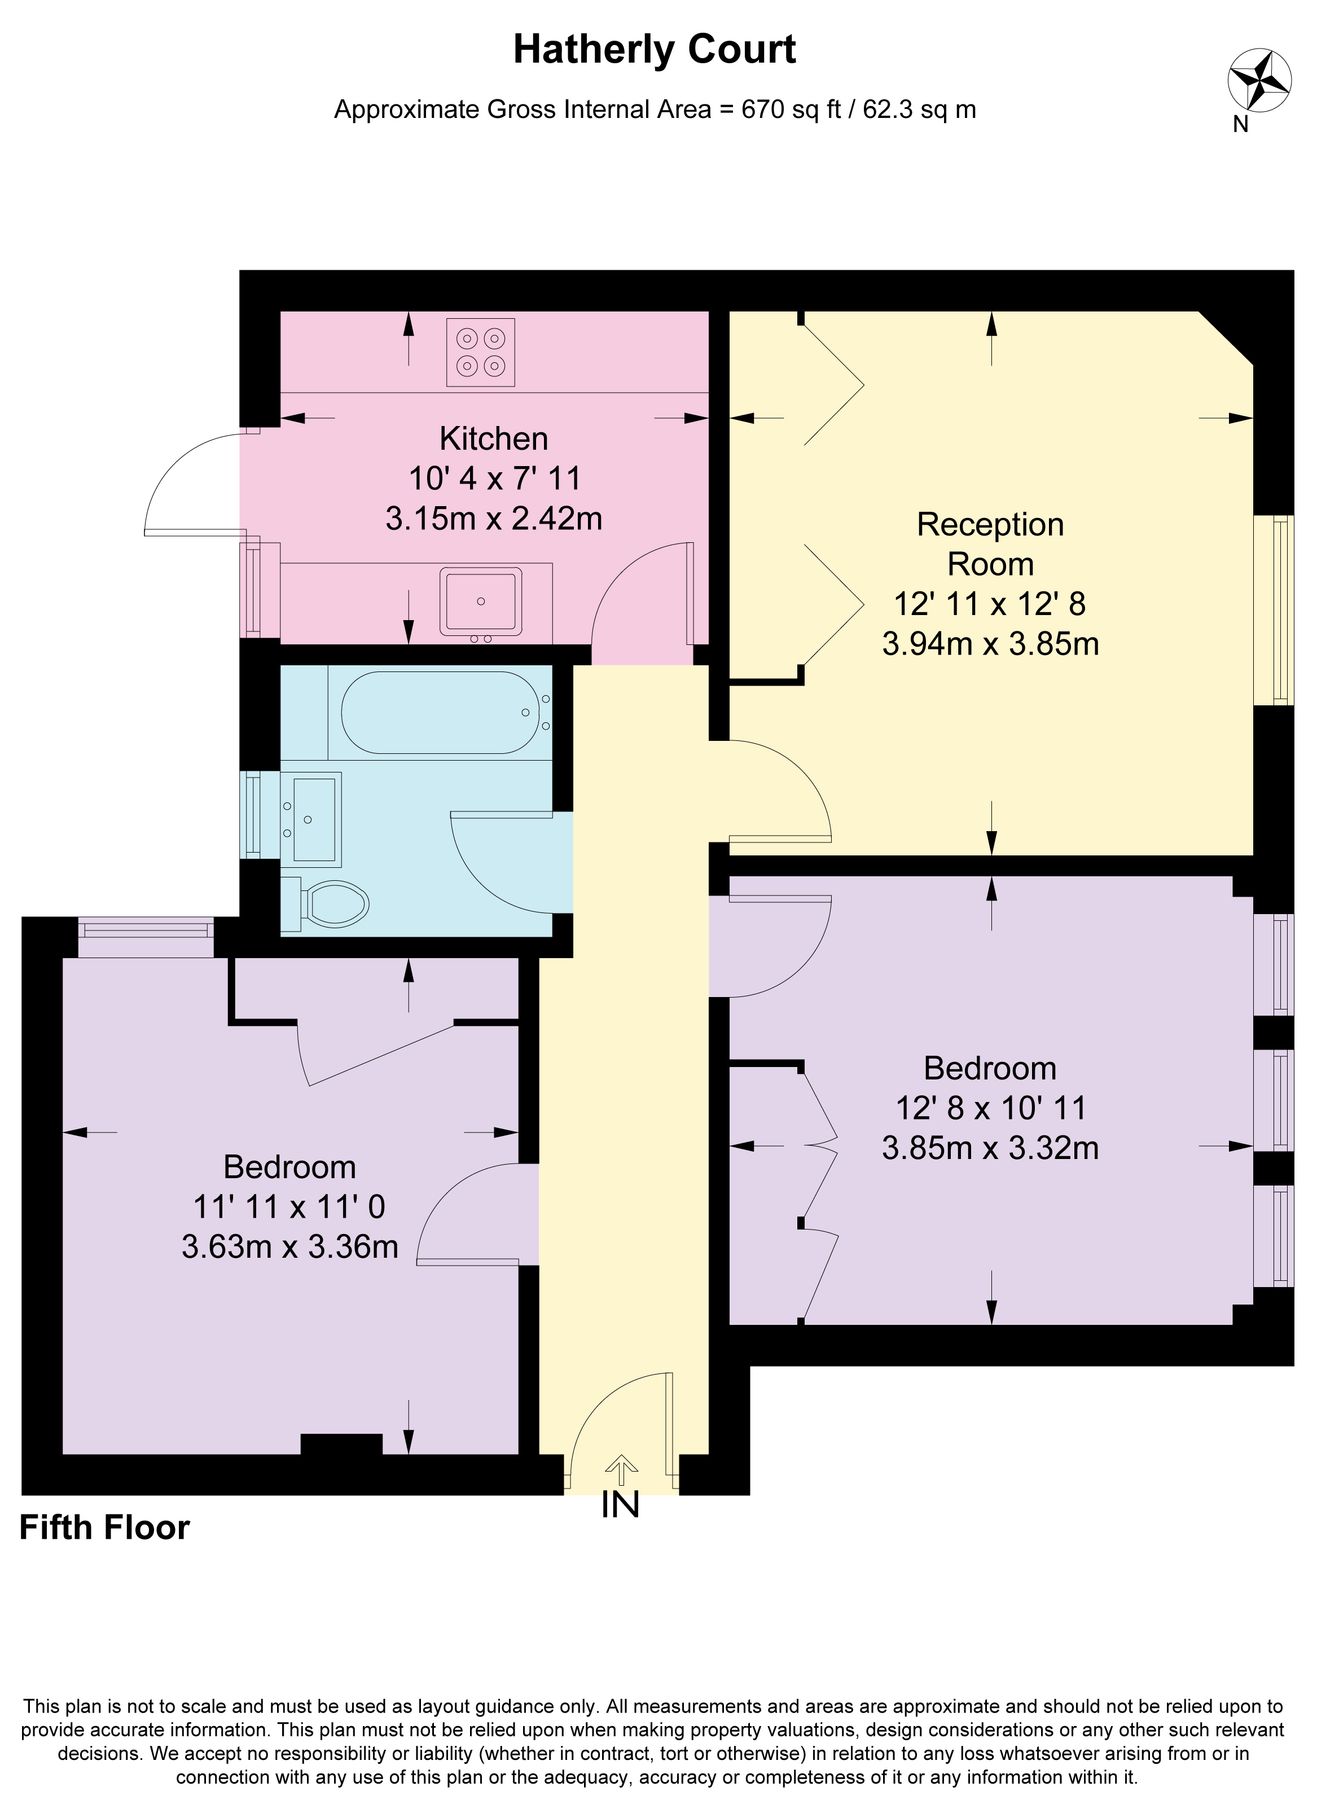 Hatherly Court
Approximate Gross Internal Area = 670 sq ft / 62.3 sq m
N
Kitchen
10' 4 x 7' 11
3.15m x 2.42m
Reception
Room
12' 11 x 12' 8
3.94m x 3.85m
Bedroom
12' 8 x 10' 11
3.85m x 3.32m
Bedroom
11' 11 x 11' 0
3.63m x 3.36m
IN
Fifth Floor
This plan is not to scale and must be used as layout guidance only. All measurements and areas are approximate and should not be relied upon to
provide accurate information. This plan must not be relied upon when making property valuations, design considerations or any other such relevant
decisions. We accept no responsibility or liability (whether in contract, tort or otherwise) in relation to any loss whatsoever arising from or in
connection with any use of this plan or the adequacy, accuracy or completeness of it or any information within it.